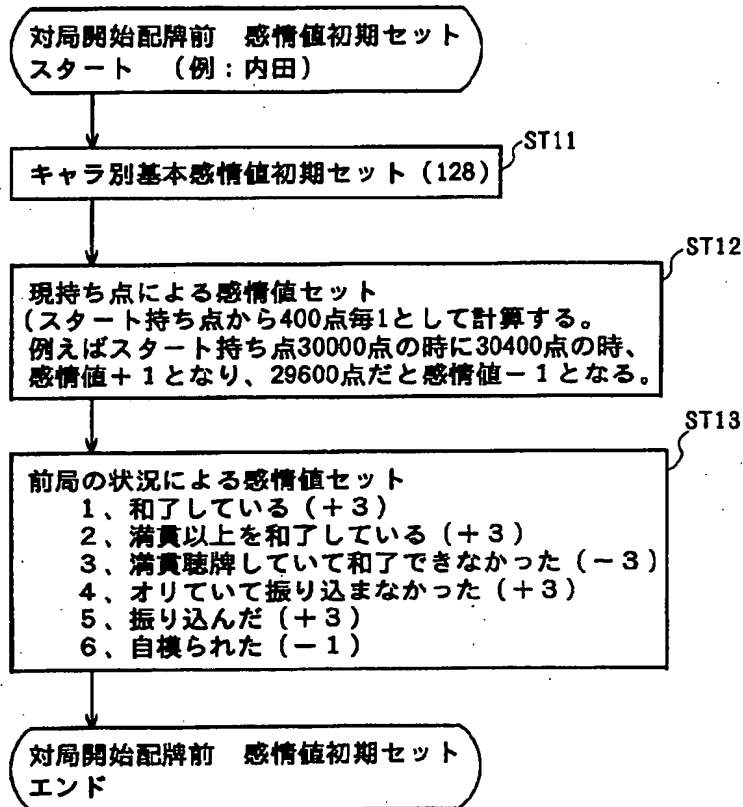 対局開始配牌前　感情値初期セット
スタート　（例：内田）
ST11
キャラ別基本感情値初期セット（128）
ST12
現持ち点による感情値セット
（スタート持ち点から400点毎1として計算する。
例えばスタート持ち点30000点の時に30400点の時、
感情値＋１となり、29600点だと感情値－１となる。
ST13
前局の状況による感情値セット
１、和了している（＋３）
２、満貫以上を和了している（＋３）
３、満貫聴牌していて和了できなかった（－３）
４、オリていて振り込まなかった（＋３）
５、振り込んだ（＋３）
６、自模られた（－１）
対局開始配牌前　感情値初期セット
エンド